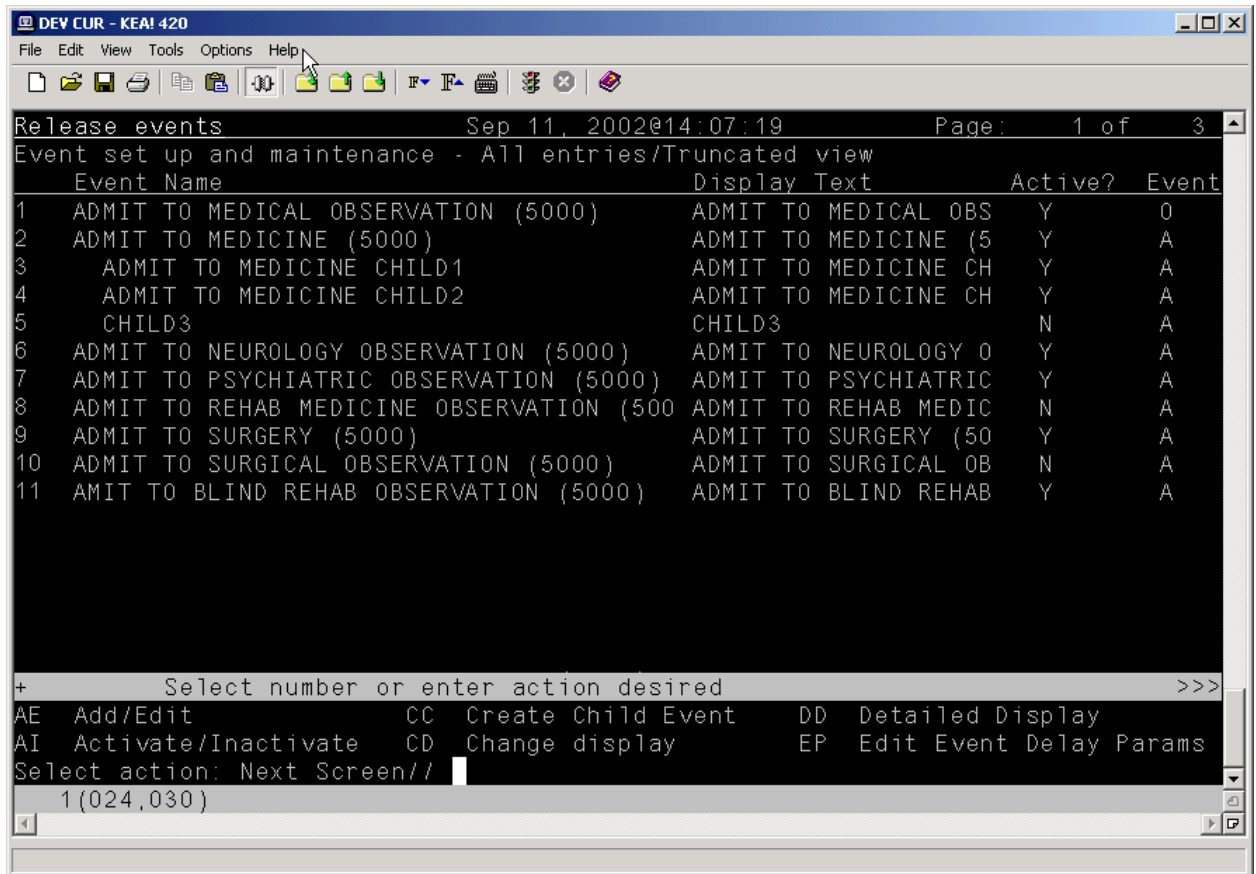 DEV CUR - KEA! 420
File Edit View Tools Options Help
Release events Sep 11, 2002@14:07:19 Page: 1 of 3
Event set up and maintenance - All entries/Truncated view
Event Name Display Text Active? Event
1 ADMIT TO MEDICAL OBSERVATION (5000) ADMIT TO MEDICAL OBS Y O
2 ADMIT TO MEDICINE (5000) ADMIT TO MEDICINE (5 Y A
3 ADMIT TO MEDICINE CHILD1 ADMIT TO MEDICINE CH Y A
4 ADMIT TO MEDICINE CHILD2 ADMIT TO MEDICINE CH Y A
5 CHILD3 CHILD3 N A
6 ADMIT TO NEUROLOGY OBSERVATION (5000) ADMIT TO NEUROLOGY O Y A
7 ADMIT TO PSYCHIATRIC OBSERVATION (5000) ADMIT TO PSYCHIATRIC Y A
8 ADMIT TO REHAB MEDICINE OBSERVATION (500 ADMIT TO REHAB MEDIC N A
9 ADMIT TO SURGERY (5000) ADMIT TO SURGERY (50 Y A
10 ADMIT TO SURGICAL OBSERVATION (5000) ADMIT TO SURGICAL OB N A
11 AMIT TO BLIND REHAB OBSERVATION (5000) ADMIT TO BLIND REHAB Y A
+ Select number or enter action desired >>>
AE Add/Edit CC Create Child Event DD Detailed Display
AI Activate/Inactivate CD Change display EP Edit Event Delay Params
Select action: Next Screen//
1(024,030)